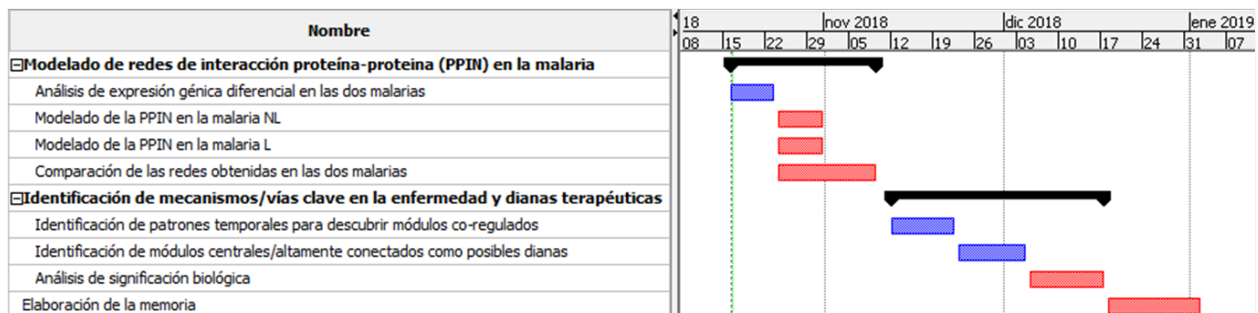 Nombre
18 nov 2018 dic 2018 ene 2019
08 15 22 29 05 12 19 26 03 10 17 24 31 07
Modelado de redes de interacción proteína-proteina (PPIN) en la malaria
Análisis de expresión génica diferencial en las dos malarias
Modelado de la PPIN en la malaria NL
Modelado de la PPIN en la malaria L
Comparación de las redes obtenidas en las dos malarias
Identificación de mecanismos/vías clave en la enfermedad y dianas terapéuticas
Identificación de patrones temporales para descubrir módulos co-regulados
Identificación de módulos centrales/altamente conectados como posibles dianas
Análisis de significación biológica
Elaboración de la memoria